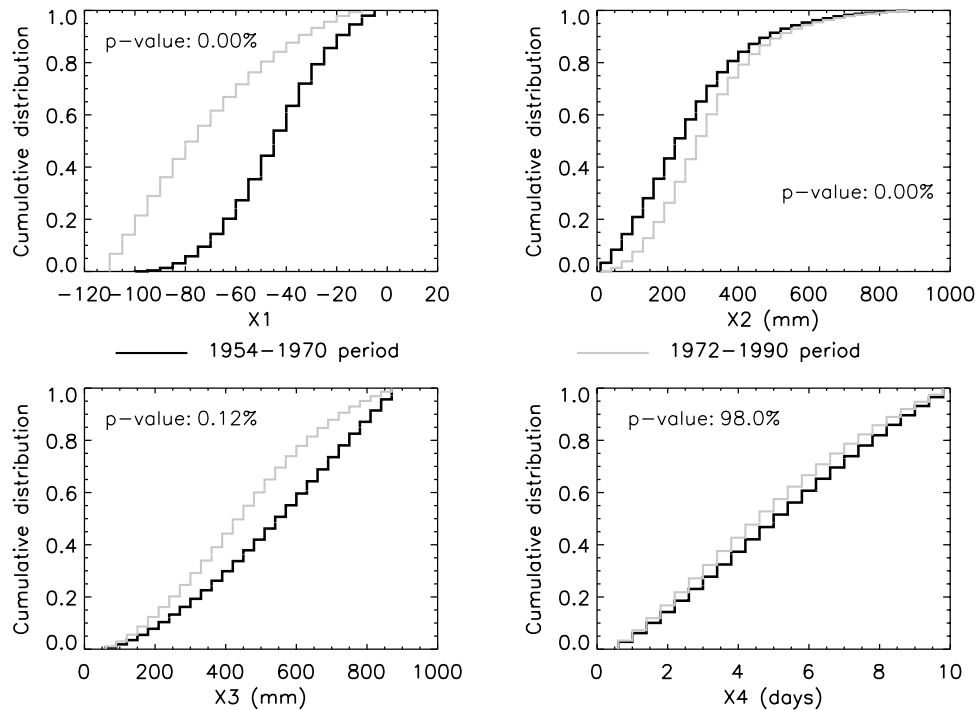 Cumulative distribution
1.0
0.8
0.6
0.4
0.2
0.0
p-value: 0.00%
-120 -100 -80 -60 -40 -20 0 20
X1
Cumulative distribution
1.0
0.8
0.6
0.4
0.2
0.0
p-value: 0.00%
0 200 400 600 800 1000
X2 (mm)
1954-1970 period
1972-1990 period
Cumulative distribution
1.0
0.8
0.6
0.4
0.2
0.0
p-value: 0.12%
0 200 400 600 800 1000
X3 (mm)
Cumulative distribution
1.0
0.8
0.6
0.4
0.2
0.0
p-value: 98.0%
0 2 4 6 8 10
X4 (days)